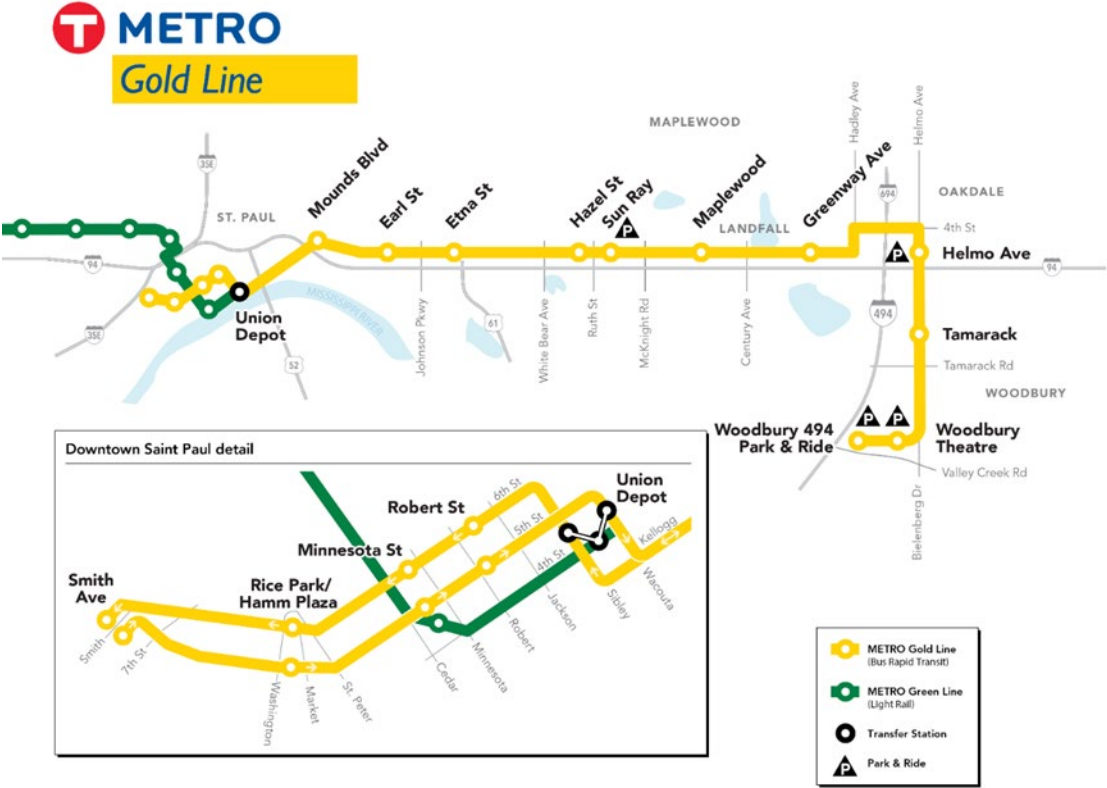 T METRO
Gold Line
MAPLEWOOD
Hadley Ave
Helmo Ave
35E
ST. PAUL
Mounds Blvd
Earl St
Etna St
Hazel St
Sun Ray
P
Maplewood
LANDFALL
Greenway Ave
694
OAKDALE
4th St
94
P
Helmo Ave
94
Union
Depot
MISSISSIPPI RIVER
35E
52
Johnson Pkwy
61
White Bear Ave
Ruth St
McKnight Rd
Century Ave
494
Tamarack
Tamarack Rd
WOODBURY
P
P
Woodbury 494
Park & Ride
Woodbury
Theatre
Valley Creek Rd
Bielenberg Dr
Downtown Saint Paul detail
Union
Depot
Robert St
6th St
5th St
4th St
Kellogg
Minnesota St
Smith
Ave
Rice Park/
Hamm Plaza
Smith
7th St
Washington
Market
St. Peter
Cedar
Minnesota
Robert
Jackson
Sibley
Wacouta
METRO Gold Line
(Bus Rapid Transit)
METRO Green Line
(Light Rail)
Transfer Station
P
Park & Ride